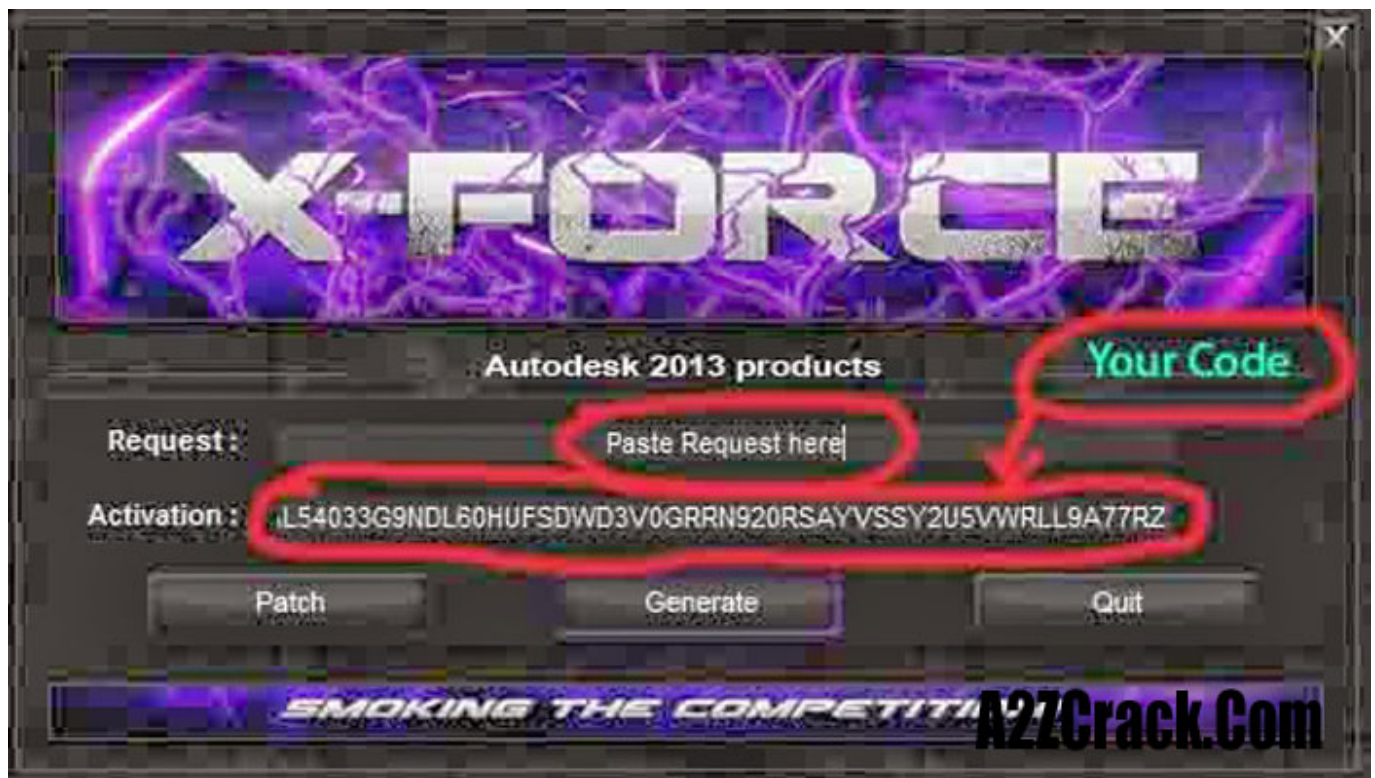 X-FORCE
Autodesk 2013 products
Your Code
Request :
Paste Request here
Activation :
L54033G9NDL60HUFSDWD3V0GRRN920RSAYVSSY2U5VWRLL9A77RZ
Patch
Generate
Quit
SMOKING THE
A2ZCrack.Com